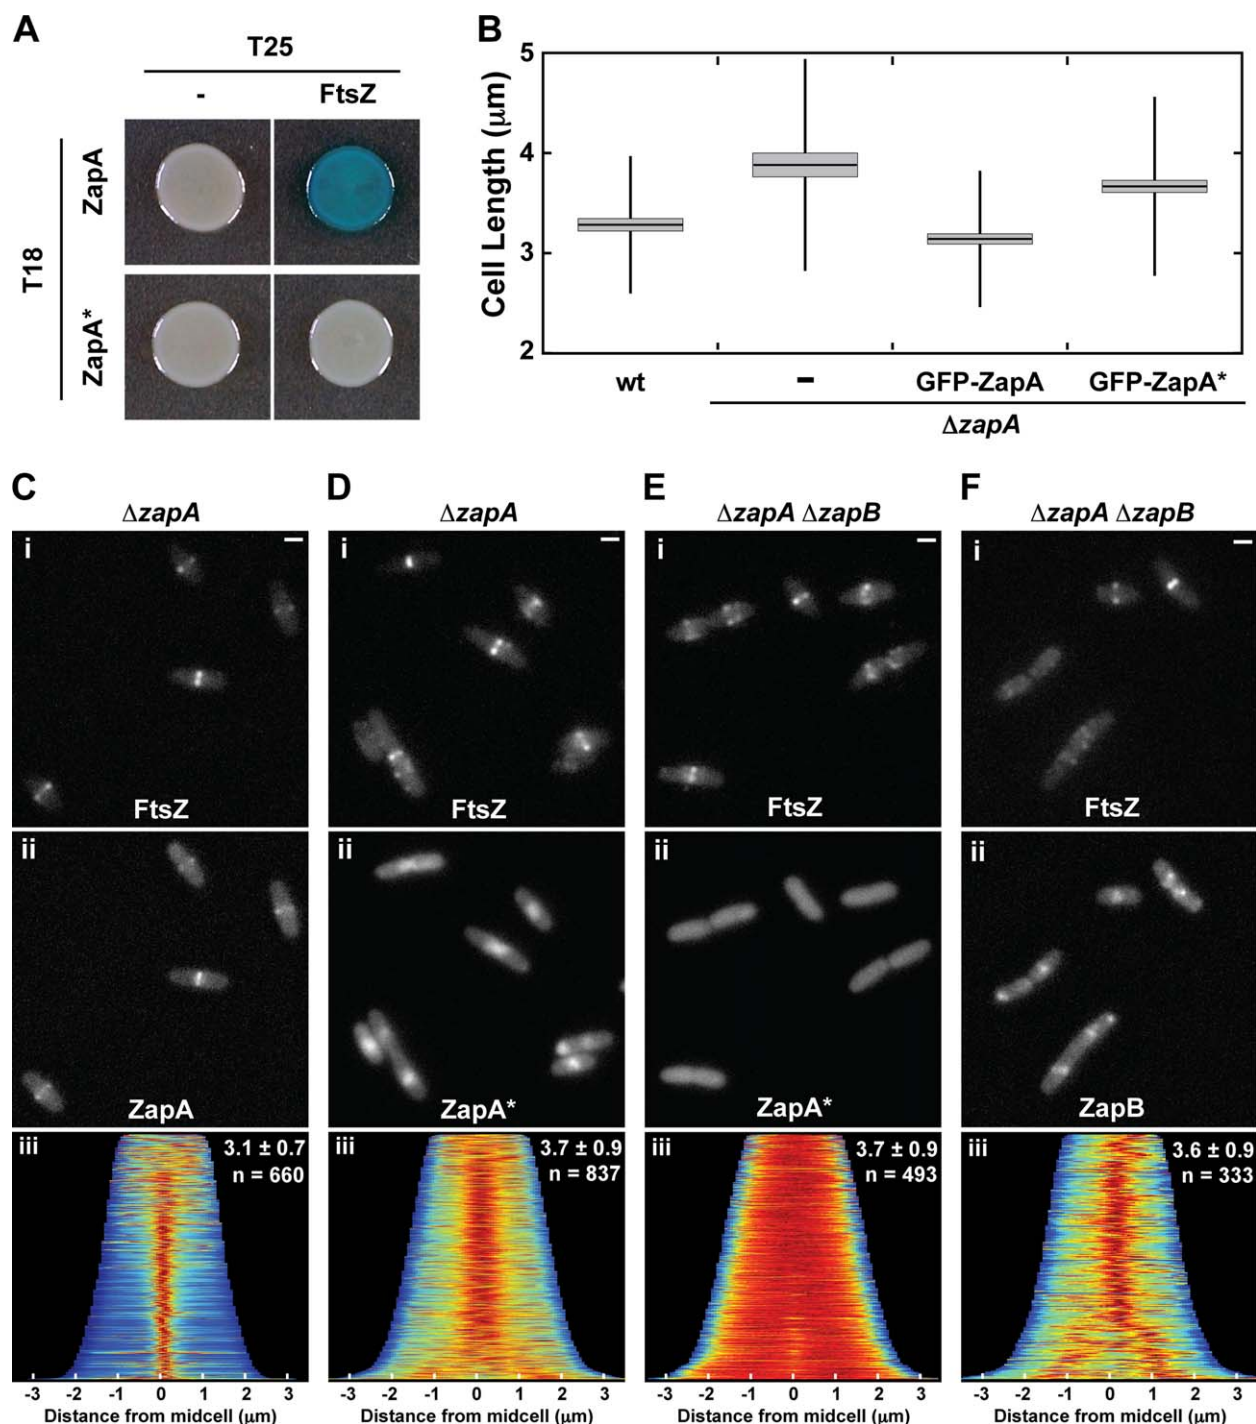 A
T25
-
FtsZ
T18
ZapA
ZapA*
B
Cell Length (μm)
5
4
3
2
wt
–
GFP-ZapA
GFP-ZapA*
ΔzapA
C
ΔzapA
i
FtsZ
ii
ZapA
iii
3.1 ± 0.7
n = 660
-3 -2 -1 0 1 2 3
Distance from midcell (μm)
D
ΔzapA
i
FtsZ
ii
ZapA*
iii
3.7 ± 0.9
n = 837
-3 -2 -1 0 1 2 3
Distance from midcell (μm)
E
ΔzapA ΔzapB
i
FtsZ
ii
ZapA*
iii
3.7 ± 0.9
n = 493
-3 -2 -1 0 1 2 3
Distance from midcell (μm)
F
ΔzapA ΔzapB
i
FtsZ
ii
ZapB
iii
3.6 ± 0.9
n = 333
-3 -2 -1 0 1 2 3
Distance from midcell (μm)